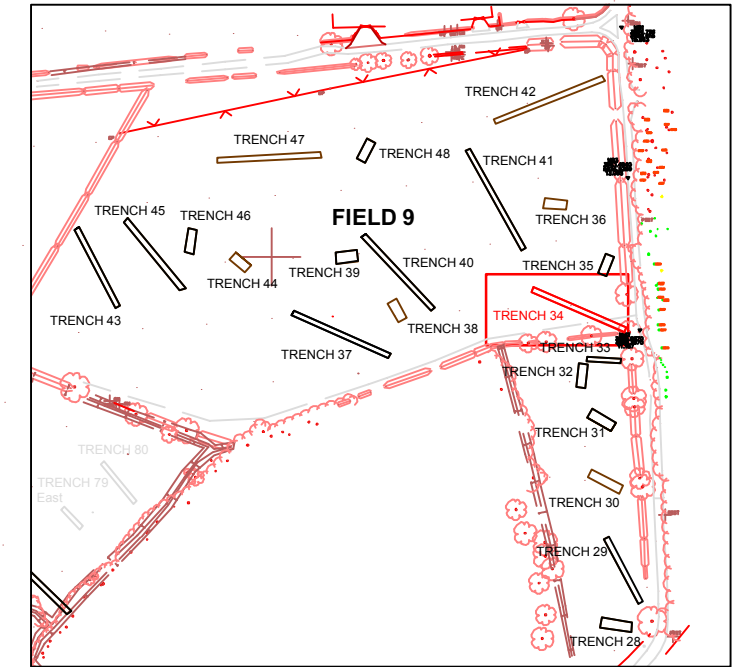 TRENCH 42
TRENCH 47
TRENCH 48
TRENCH 41
TRENCH 45
TRENCH 46
FIELD 9
TRENCH 36
TRENCH 39
TRENCH 40
TRENCH 35
TRENCH 44
TRENCH 43
TRENCH 34
TRENCH 38
TRENCH 37
TRENCH 33
TRENCH 32
TRENCH 31
TRENCH 80
TRENCH 79
East
TRENCH 30
TRENCH 29
TRENCH 28